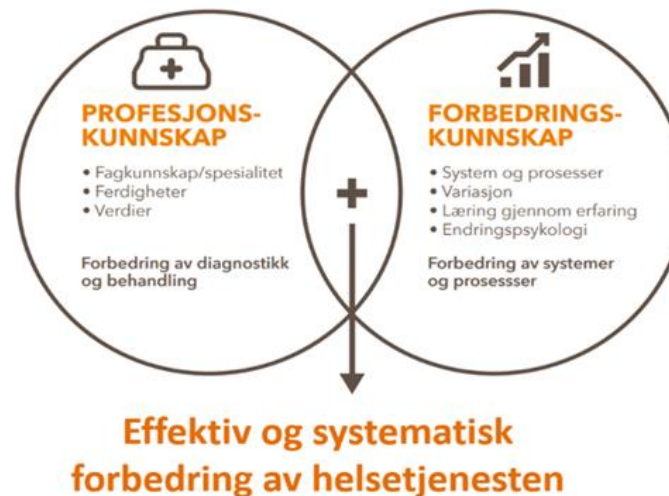 PROFESJONS-
KUNNSKAP
• Fagkunnskap/spesialitet
• Ferdigheter
• Verdier
Forbedring av diagnostikk
og behandling
+
FORBEDRINGS-
KUNNSKAP
• System og prosesser
• Variasjon
• Læring gjennom erfaring
• Endringspsykologi
Forbedring av systemer
og prosessser
Effektiv og systematisk
forbedring av helsetjenesten